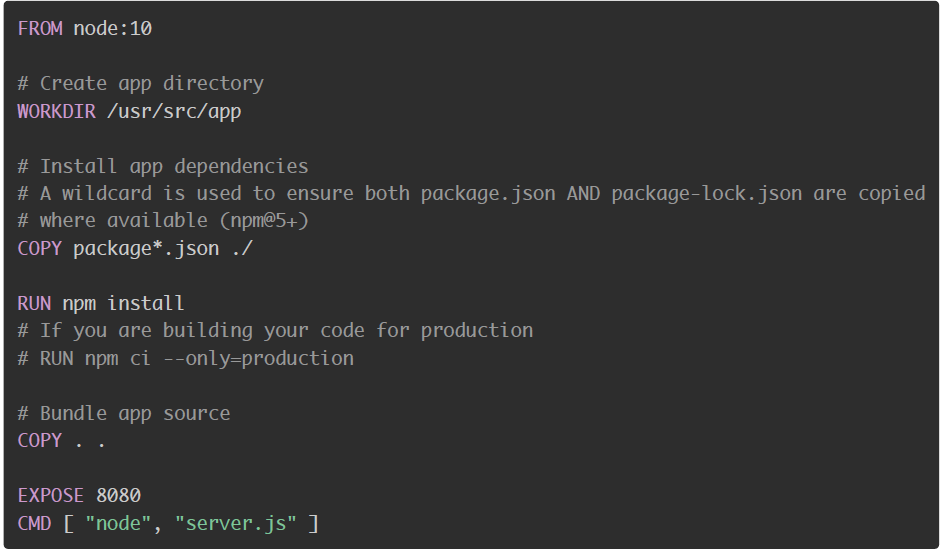 FROM node:10
# Create app directory
WORKDIR /usr/src/app
# Install app dependencies
# A wildcard is used to ensure both package.json AND package-lock.json are copied
# where available (npm@5+)
COPY package*.json ./
RUN npm install
# If you are building your code for production
# RUN npm ci --only=production
# Bundle app source
COPY . .
EXPOSE 8080
CMD [ "node", "server.js" ]